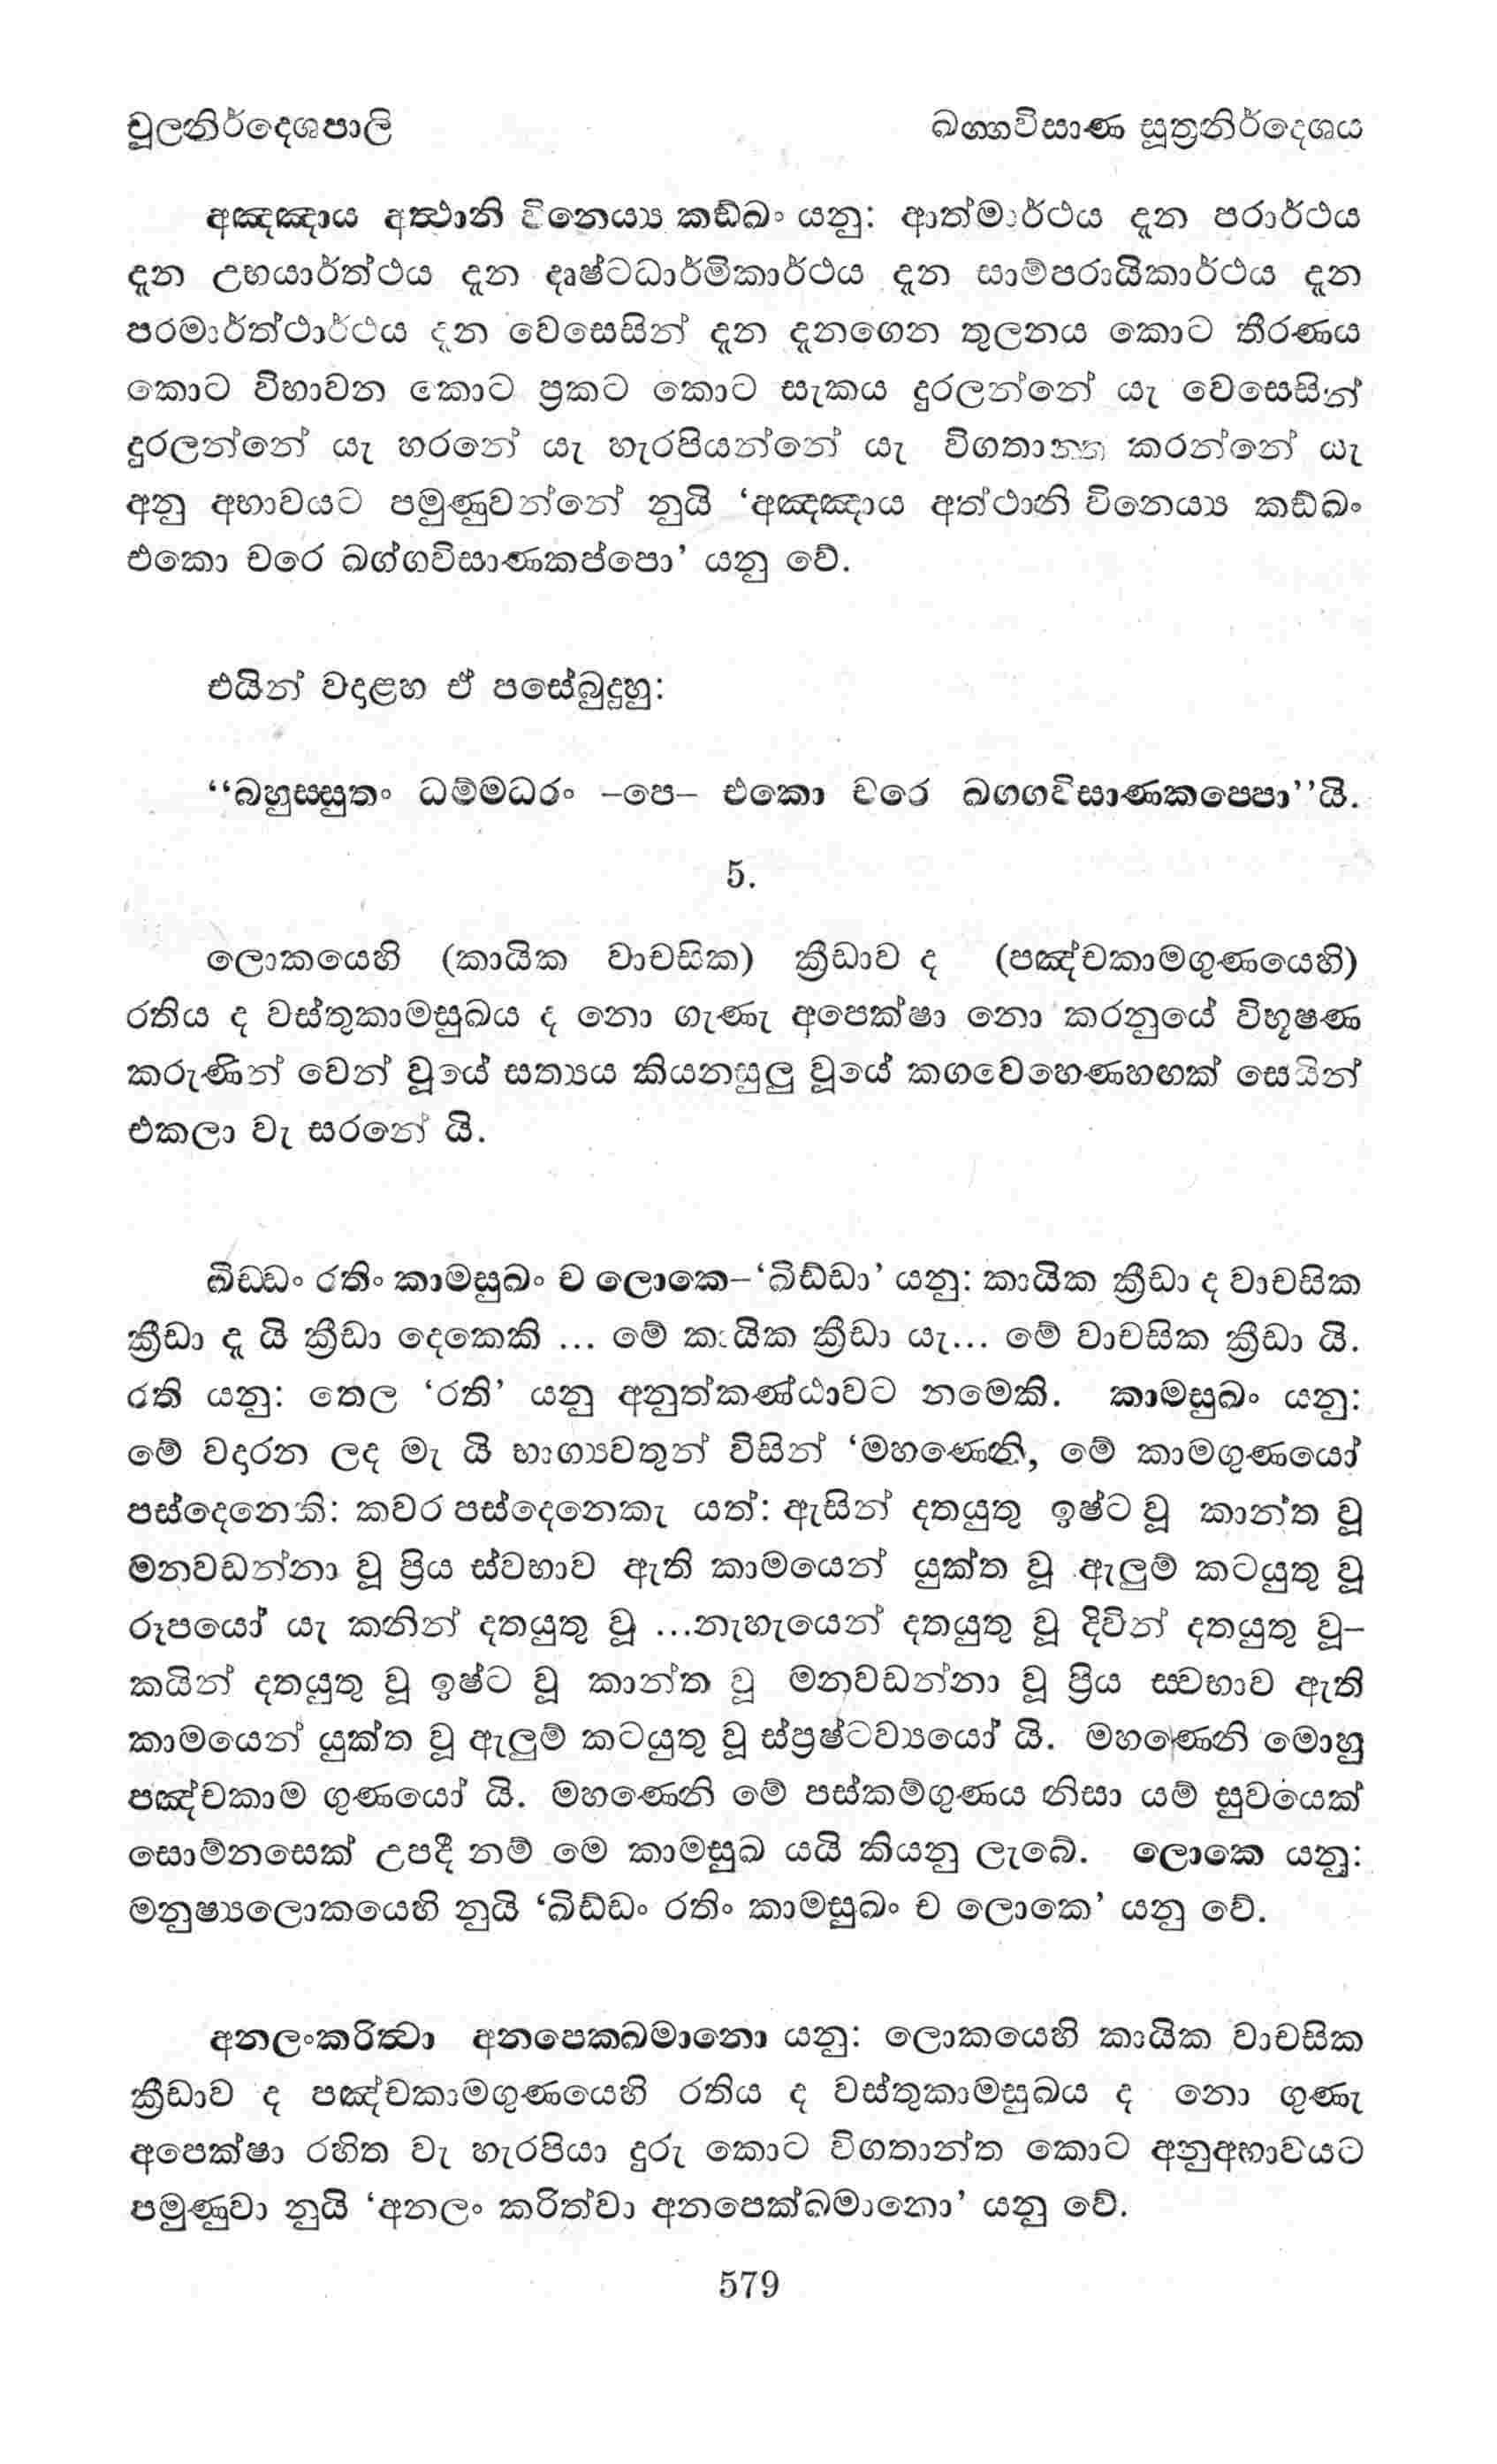 චූලනිර්දෙශපාලි ඛග්ගවිසාණ සූත්‍රනිර්දෙශය
අඤ්ඤාය අත්‍ථානි විනෙය්‍ය කඞ්ඛං යනු: ආත්මාර්ථය දැන පරාර්ථය
දැන උභයාර්ත්ථය දැන දෘෂ්ටධාර්මිකාර්ථය දැන සාම්පරායිකාර්ථය දැන
පරමාර්ත්ථාර්ථය දැන වෙසෙසින් දැන දැනගෙන තුලනය කොට තීරණය
කොට විභාවන කොට ප්‍රකට කොට සැකය දුරලන්නේ යැ වෙසෙසින්
දුරලන්නේ යැ හරනේ යැ හැරපියන්නේ යැ විගතාන්ත කරන්නේ යැ
අනු අභාවයට පමුණුවන්නේ නුයි ‘අඤ්ඤාය අත්ථානි විනෙය්‍ය කඞ්ඛං
එකො චරෙ ඛග්ගවිසාණකප්පො’ යනු වේ.
එයින් වදාළහ ඒ පසේබුදුහු:
“බහුස්සුතං ධම්මධරං –පෙ– එකො චරෙ ඛග්ගවිසාණකප්පො”යි.
5.
ලොකයෙහි (කායික වාචසික) ක්‍රීඩාව ද (පඤ්චකාමගුණයෙහි)
රතිය ද වස්තුකාමසුඛය ද නො ගැණැ අපෙක්ෂා නො කරනුයේ විභූෂණ
කරුණින් වෙන් වූයේ සත්‍යය කියනසුලු වූයේ කගවෙහෙණහඟක් සෙයින්
එකලා වැ සරනේ යි.
ඛිඩ්ඩං රතිං කාමසුඛං ච ලොකෙ–‘ඛිඩ්ඩා’ යනු: කායික ක්‍රීඩා ද වාචසික
ක්‍රීඩා දැ යි ක්‍රීඩා දෙකෙකි ... මේ කායික ක්‍රීඩා යැ... මේ වාචසික ක්‍රීඩා යි.
රති යනු: තෙල ‘රති’ යනු අනුත්කණ්ඨාවට නමෙකි. කාමසුඛං යනු:
මේ වදාරන ලද මැ යි භාග්‍යවතුන් විසින් ‘මහණෙනි, මේ කාමගුණයෝ
පස්දෙනෙකි: කවර පස්දෙනෙකැ යත්: ඇසින් දතයුතු ඉෂ්ට වූ කාන්ත වූ
මනවඩන්නා වූ ප්‍රිය ස්වභාව ඇති කාමයෙන් යුක්ත වූ ඇලුම් කටයුතු වූ
රූපයෝ යැ කනින් දතයුතු වූ ...නැහැයෙන් දතයුතු වූ දිවින් දතයුතු වූ–
කයින් දතයුතු වූ ඉෂ්ට වූ කාන්ත වූ මනවඩන්නා වූ ප්‍රිය ස්වභාව ඇති
කාමයෙන් යුක්ත වූ ඇලුම් කටයුතු වූ ස්ප්‍රෂ්ටව්‍යයෝ යි. මහණෙනි මොහු
පඤ්චකාම ගුණයෝ යි. මහණෙනි මේ පස්කම්ගුණය නිසා යම් සුවයෙක්
සොම්නසෙක් උපදී නම් මෙ කාමසුඛ යයි කියනු ලැබේ. ලොකෙ යනු:
මනුෂ්‍යලොකයෙහි නුයි ‘ඛිඩ්ඩං රතිං කාමසුඛං ච ලොකෙ’ යනු වේ.
අනලංකරිත්‍වා අනපෙක්ඛමානො යනු: ලොකයෙහි කායික වාචසික
ක්‍රීඩාව ද පඤ්චකාමගුණයෙහි රතිය ද වස්තුකාමසුඛය ද නො ගුණැ
අපෙක්ෂා රහිත වැ හැරපියා දුරු කොට විගතාන්ත කොට අනුඅභාවයට
පමුණුවා නුයි ‘අනලං කරිත්වා අනපෙක්ඛමානො’ යනු වේ.
579